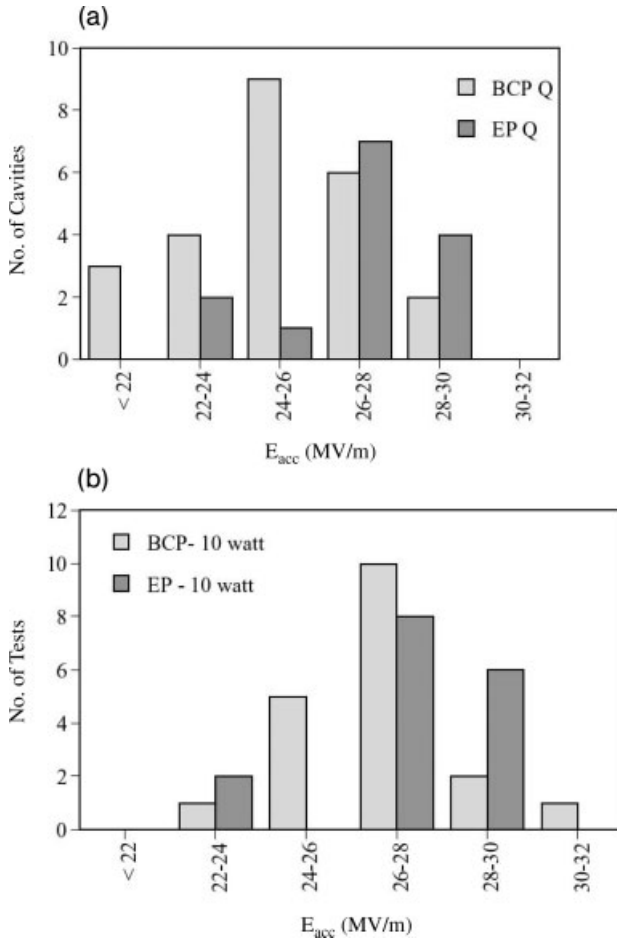 (a)
10
8
6
4
2
0
No. of Cavities
BCP Q
EP Q
< 22
22-24
24-26
26-28
28-30
30-32
E_acc (MV/m)
(b)
12
10
8
6
4
2
0
No. of Tests
BCP- 10 watt
EP - 10 watt
< 22
22-24
24-26
26-28
28-30
30-32
E_acc (MV/m)